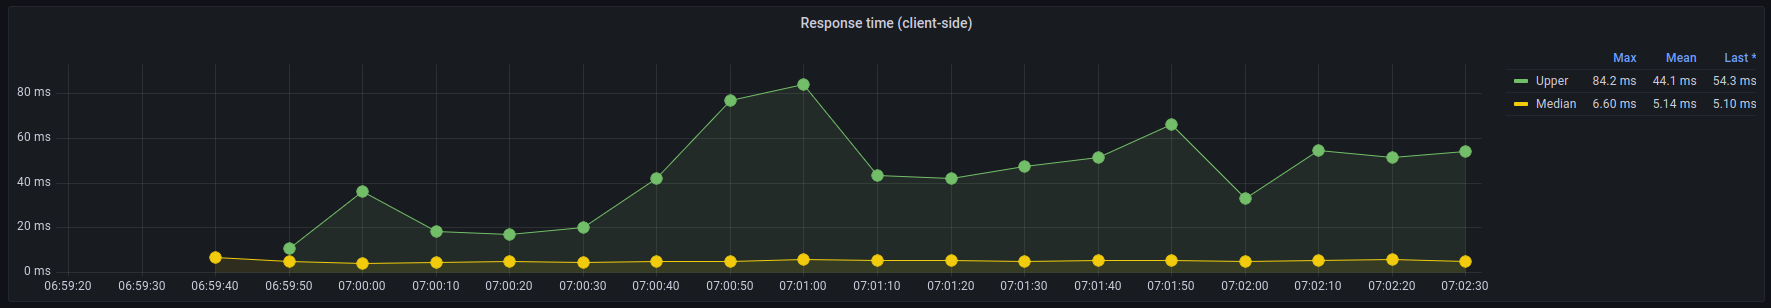 Response time (client-side)
Max Mean Last *
Upper 84.2 ms 44.1 ms 54.3 ms
Median 6.60 ms 5.14 ms 5.10 ms
80 ms
60 ms
40 ms
20 ms
0 ms
06:59:20 06:59:30 06:59:40 06:59:50 07:00:00 07:00:10 07:00:20 07:00:30 07:00:40 07:00:50 07:01:00 07:01:10 07:01:20 07:01:30 07:01:40 07:01:50 07:02:00 07:02:10 07:02:20 07:02:30